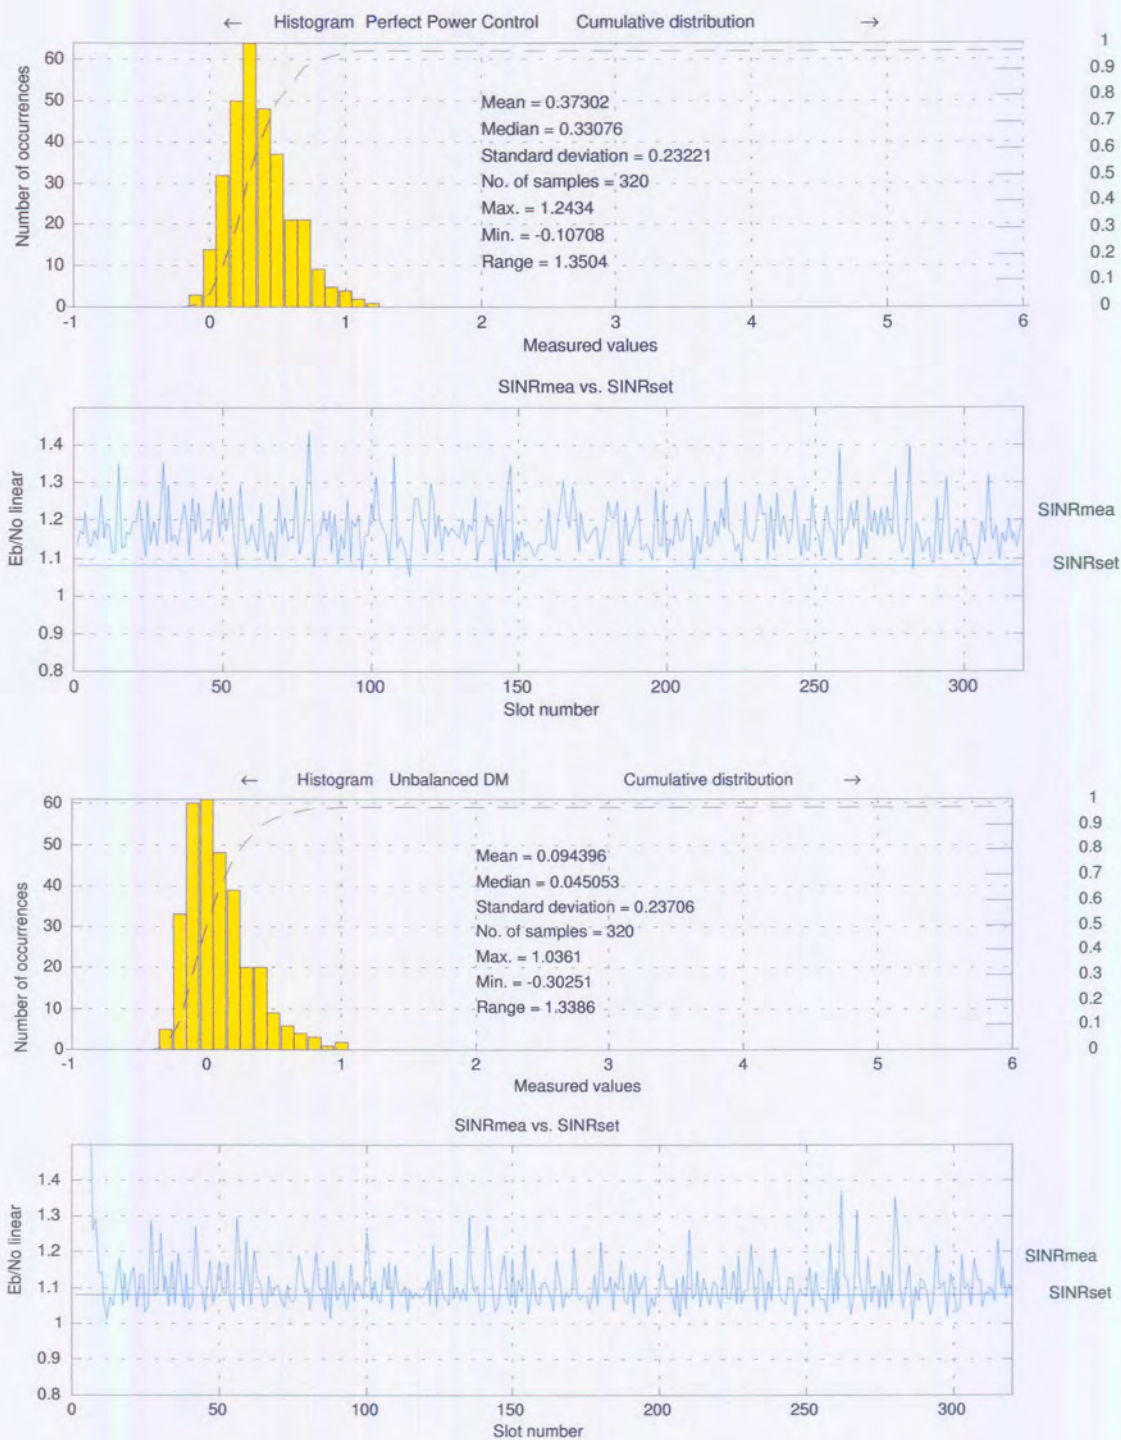 ← Histogram Perfect Power Control Cumulative distribution →
Number of occurrences
60
50
40
30
20
10
0
Mean = 0.37302
Median = 0.33076
Standard deviation = 0.23221
No. of samples = 320
Max. = 1.2434
Min. = -0.10708
Range = 1.3504
1
0.9
0.8
0.7
0.6
0.5
0.4
0.3
0.2
0.1
0
-1 0 1 2 3 4 5 6
Measured values
SINRmea vs. SINRset
Eb/No linear
1.4
1.3
1.2
1.1
1
0.9
0.8
SINRmea
SINRset
0 50 100 150 200 250 300
Slot number
← Histogram Unbalanced DM Cumulative distribution →
Number of occurrences
60
50
40
30
20
10
0
Mean = 0.094396
Median = 0.045053
Standard deviation = 0.23706
No. of samples = 320
Max. = 1.0361
Min. = -0.30251
Range = 1.3386
1
0.9
0.8
0.7
0.6
0.5
0.4
0.3
0.2
0.1
0
-1 0 1 2 3 4 5 6
Measured values
SINRmea vs. SINRset
Eb/No linear
1.4
1.3
1.2
1.1
1
0.9
0.8
SINRmea
SINRset
0 50 100 150 200 250 300
Slot number